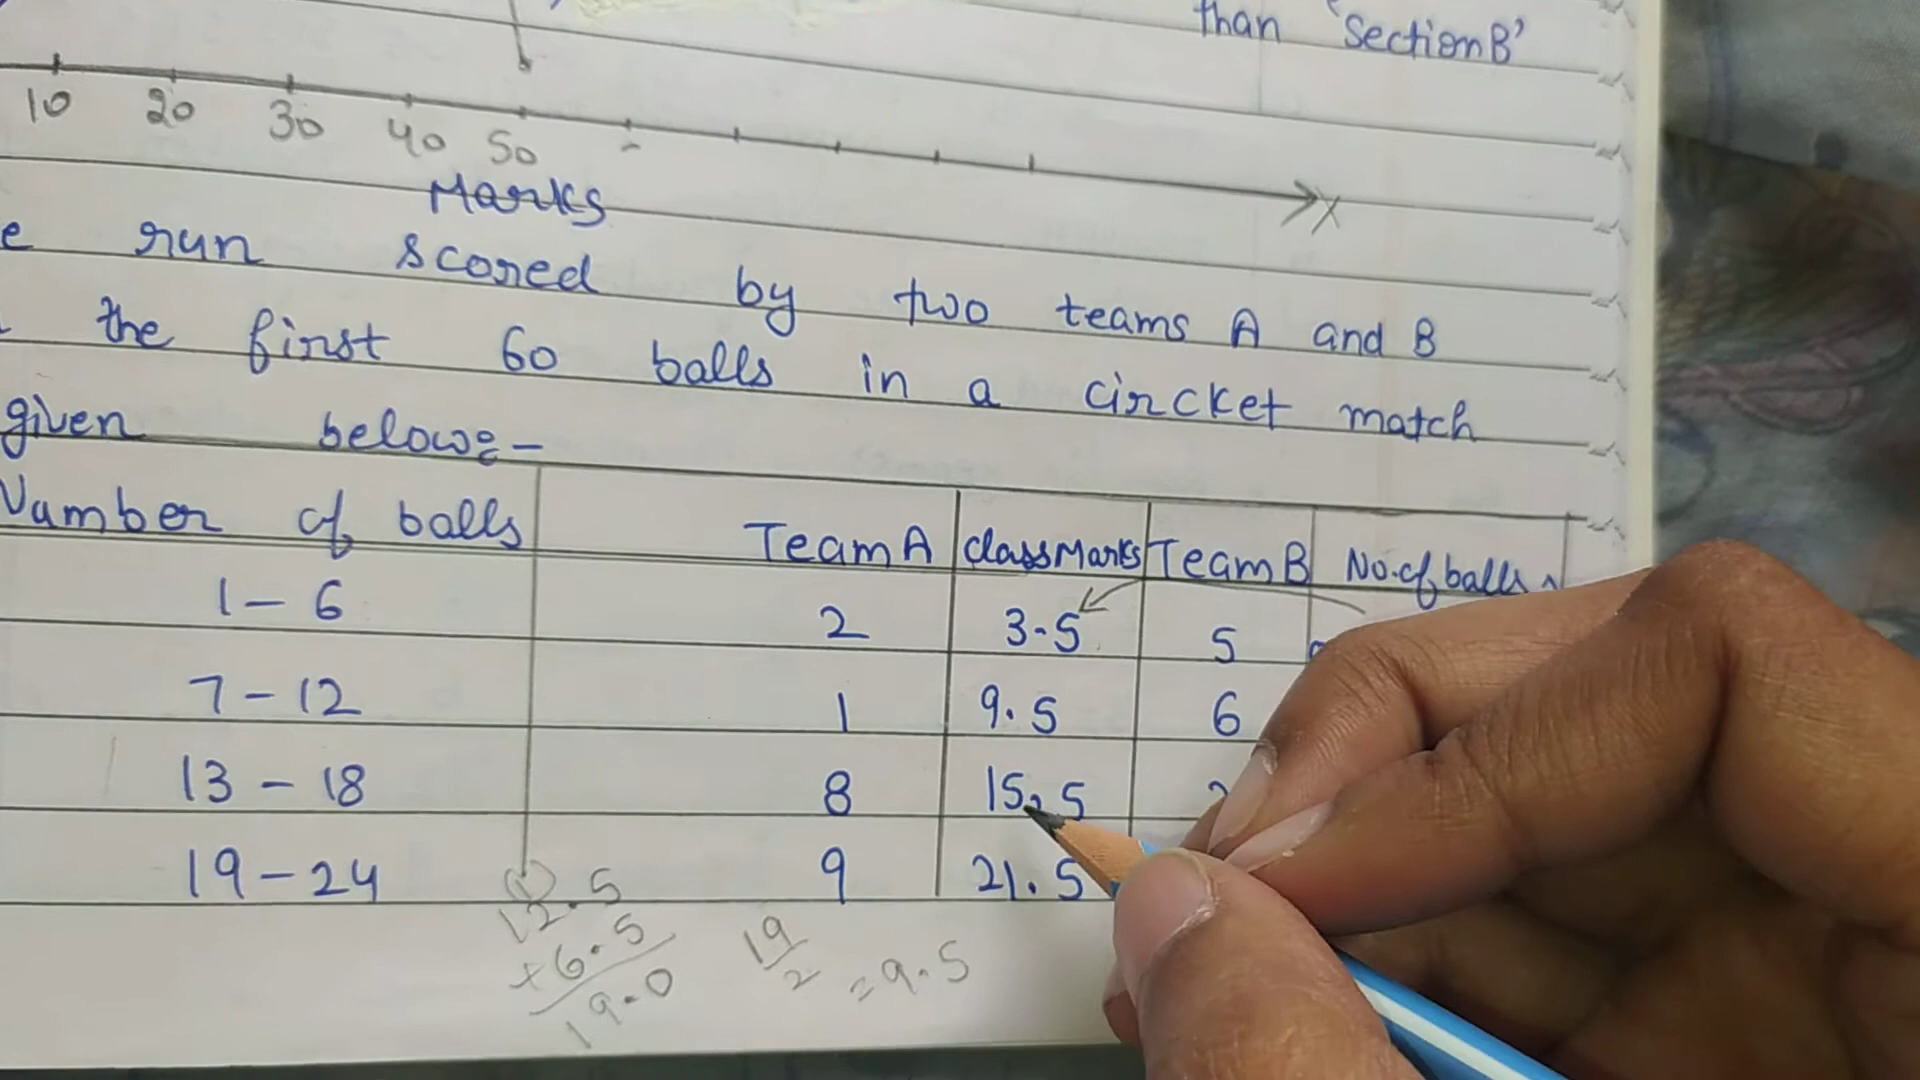 than 'Section B'
10 20 30 40 50 -
X
Marks
e run scored by two teams A and B
the first 60 balls in a circket match
given below:-
Number of balls Team A class Marks Team B No. of balls
1 - 6 2 3.5 5
7 - 12 1 9.5 6
13 - 18 8 15.5
19 - 24 9 21.5
12.5
+ 6.5
19.0
19/2 = 9.5